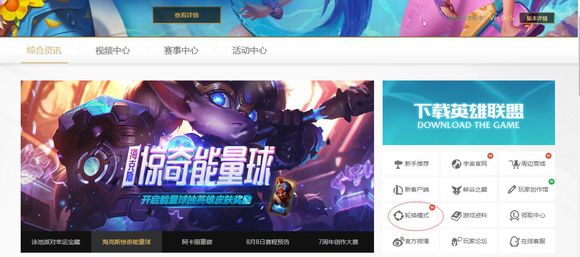 查看详情
版本详情
综合资讯 / 视频中心 / 赛事中心 / 活动中心
海克斯
惊奇能量球
开启能量球抽英雄皮肤奖励
泳池派对幸运宝藏 海克斯惊奇能量球 阿卡丽重做 8月8日赛程预告 7周年创作大赛
下载英雄联盟
DOWNLOAD THE GAME
新手推荐 宇宙官网 周边商城
新客户端 峡谷之巅 玩家创作馆
轮换模式 游戏资料 领取中心
官方微博 玩家论坛 在线客服